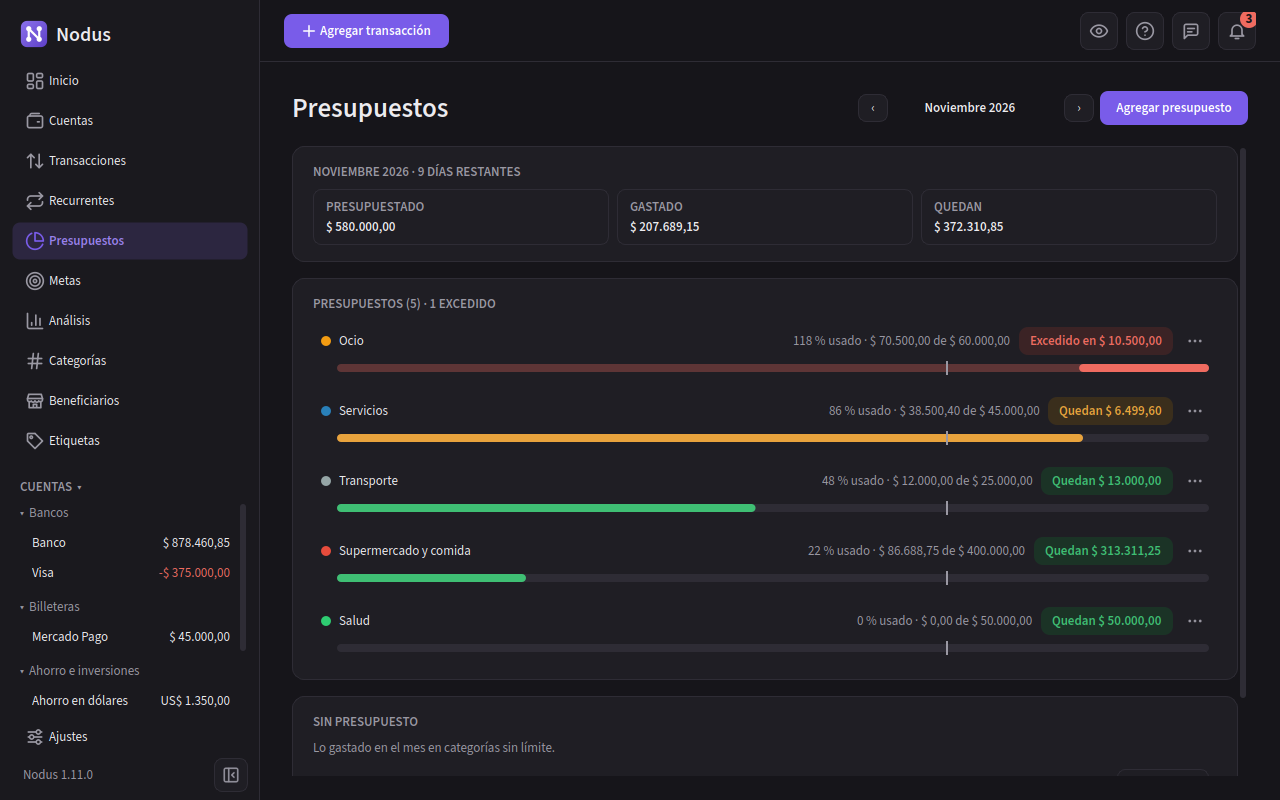 Nodus
Inicio
Cuentas
Transacciones
Recurrentes
Presupuestos
Metas
Análisis
Categorías
Beneficiarios
Etiquetas
CUENTAS
Bancos
Banco $ 878.460,85
Visa -$ 375.000,00
Billeteras
Mercado Pago $ 45.000,00
Ahorro e inversiones
Ahorro en dólares US$ 1.350,00
Ajustes
Nodus 1.11.0
Agregar transacción
3
Presupuestos
‹ Noviembre 2026 › Agregar presupuesto
NOVIEMBRE 2026 · 9 DÍAS RESTANTES
PRESUPUESTADO
$ 580.000,00
GASTADO
$ 207.689,15
QUEDAN
$ 372.310,85
PRESUPUESTOS (5) · 1 EXCEDIDO
Ocio 118 % usado · $ 70.500,00 de $ 60.000,00 Excedido en $ 10.500,00
Servicios 86 % usado · $ 38.500,40 de $ 45.000,00 Quedan $ 6.499,60
Transporte 48 % usado · $ 12.000,00 de $ 25.000,00 Quedan $ 13.000,00
Supermercado y comida 22 % usado · $ 86.688,75 de $ 400.000,00 Quedan $ 313.311,25
Salud 0 % usado · $ 0,00 de $ 50.000,00 Quedan $ 50.000,00
SIN PRESUPUESTO
Lo gastado en el mes en categorías sin límite.